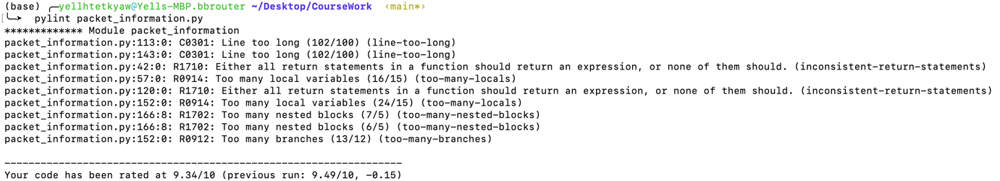 (base) ╭─yellhtetkyaw@Yells-MBP.bbrouter ~/Desktop/CourseWork ‹main*›
╰─➤ pylint packet_information.py
************* Module packet_information
packet_information.py:113:0: C0301: Line too long (102/100) (line-too-long)
packet_information.py:143:0: C0301: Line too long (102/100) (line-too-long)
packet_information.py:42:0: R1710: Either all return statements in a function should return an expression, or none of them should. (inconsistent-return-statements)
packet_information.py:57:0: R0914: Too many local variables (16/15) (too-many-locals)
packet_information.py:120:0: R1710: Either all return statements in a function should return an expression, or none of them should. (inconsistent-return-statements)
packet_information.py:152:0: R0914: Too many local variables (24/15) (too-many-locals)
packet_information.py:166:8: R1702: Too many nested blocks (7/5) (too-many-nested-blocks)
packet_information.py:166:8: R1702: Too many nested blocks (6/5) (too-many-nested-blocks)
packet_information.py:152:0: R0912: Too many branches (13/12) (too-many-branches)
------------------------------------------------------------------
Your code has been rated at 9.34/10 (previous run: 9.49/10, -0.15)